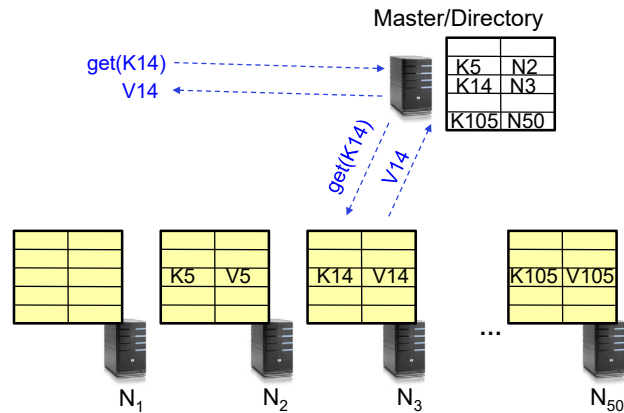 Master/Directory
get(K14)
V14
K5 N2
K14 N3
K105 N50
get(K14)
V14
K5 V5
K14 V14
K105 V105
...
N1
N2
N3
N50